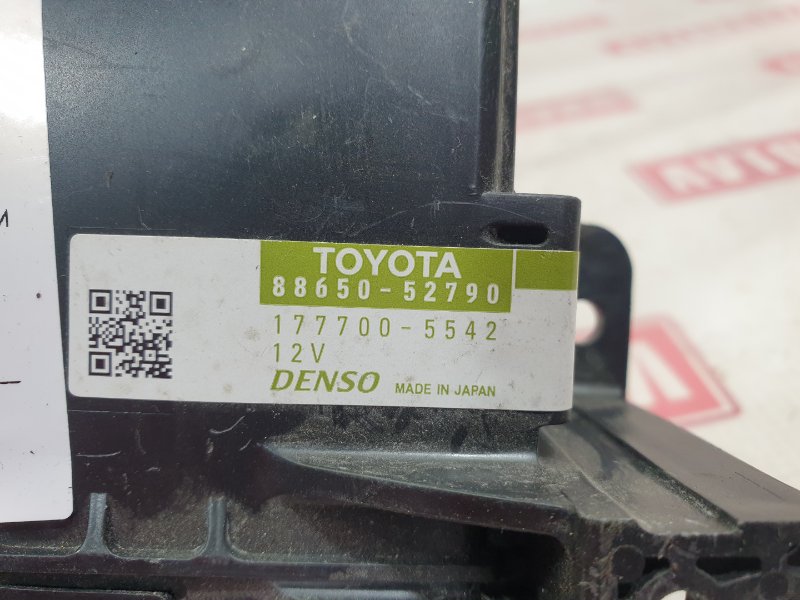 TOYOTA
88650-52790
177700-5542
12V
DENSO MADE IN JAPAN